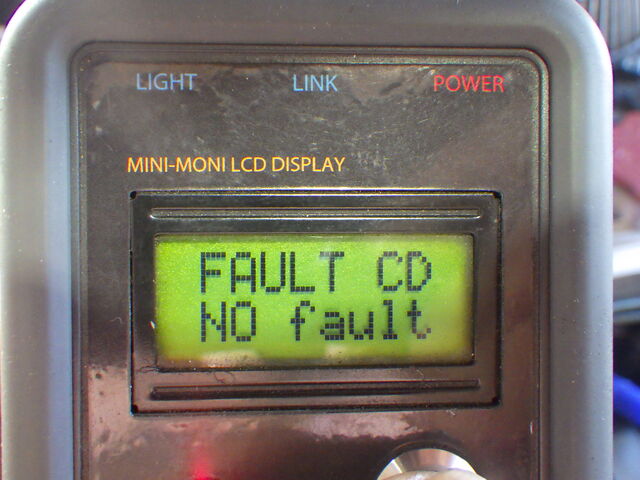 LIGHT LINK POWER
MINI-MONI LCD DISPLAY
FAULT CD
NO fault